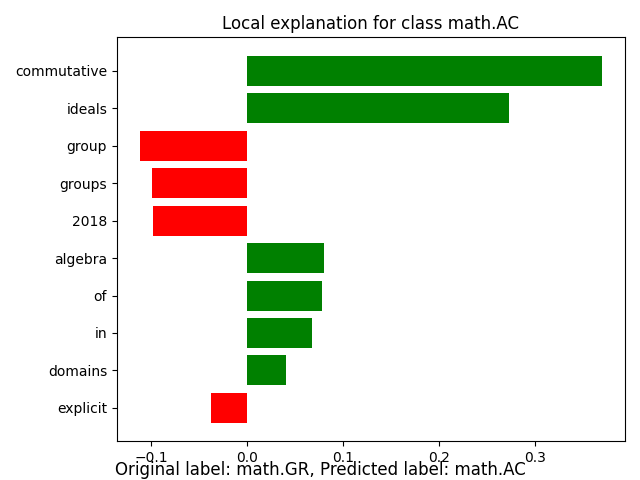 Local explanation for class math.AC
commutative
ideals
group
groups
2018
algebra
of
in
domains
explicit
−0.1 0.0 0.1 0.2 0.3
Original label: math.GR, Predicted label: math.AC